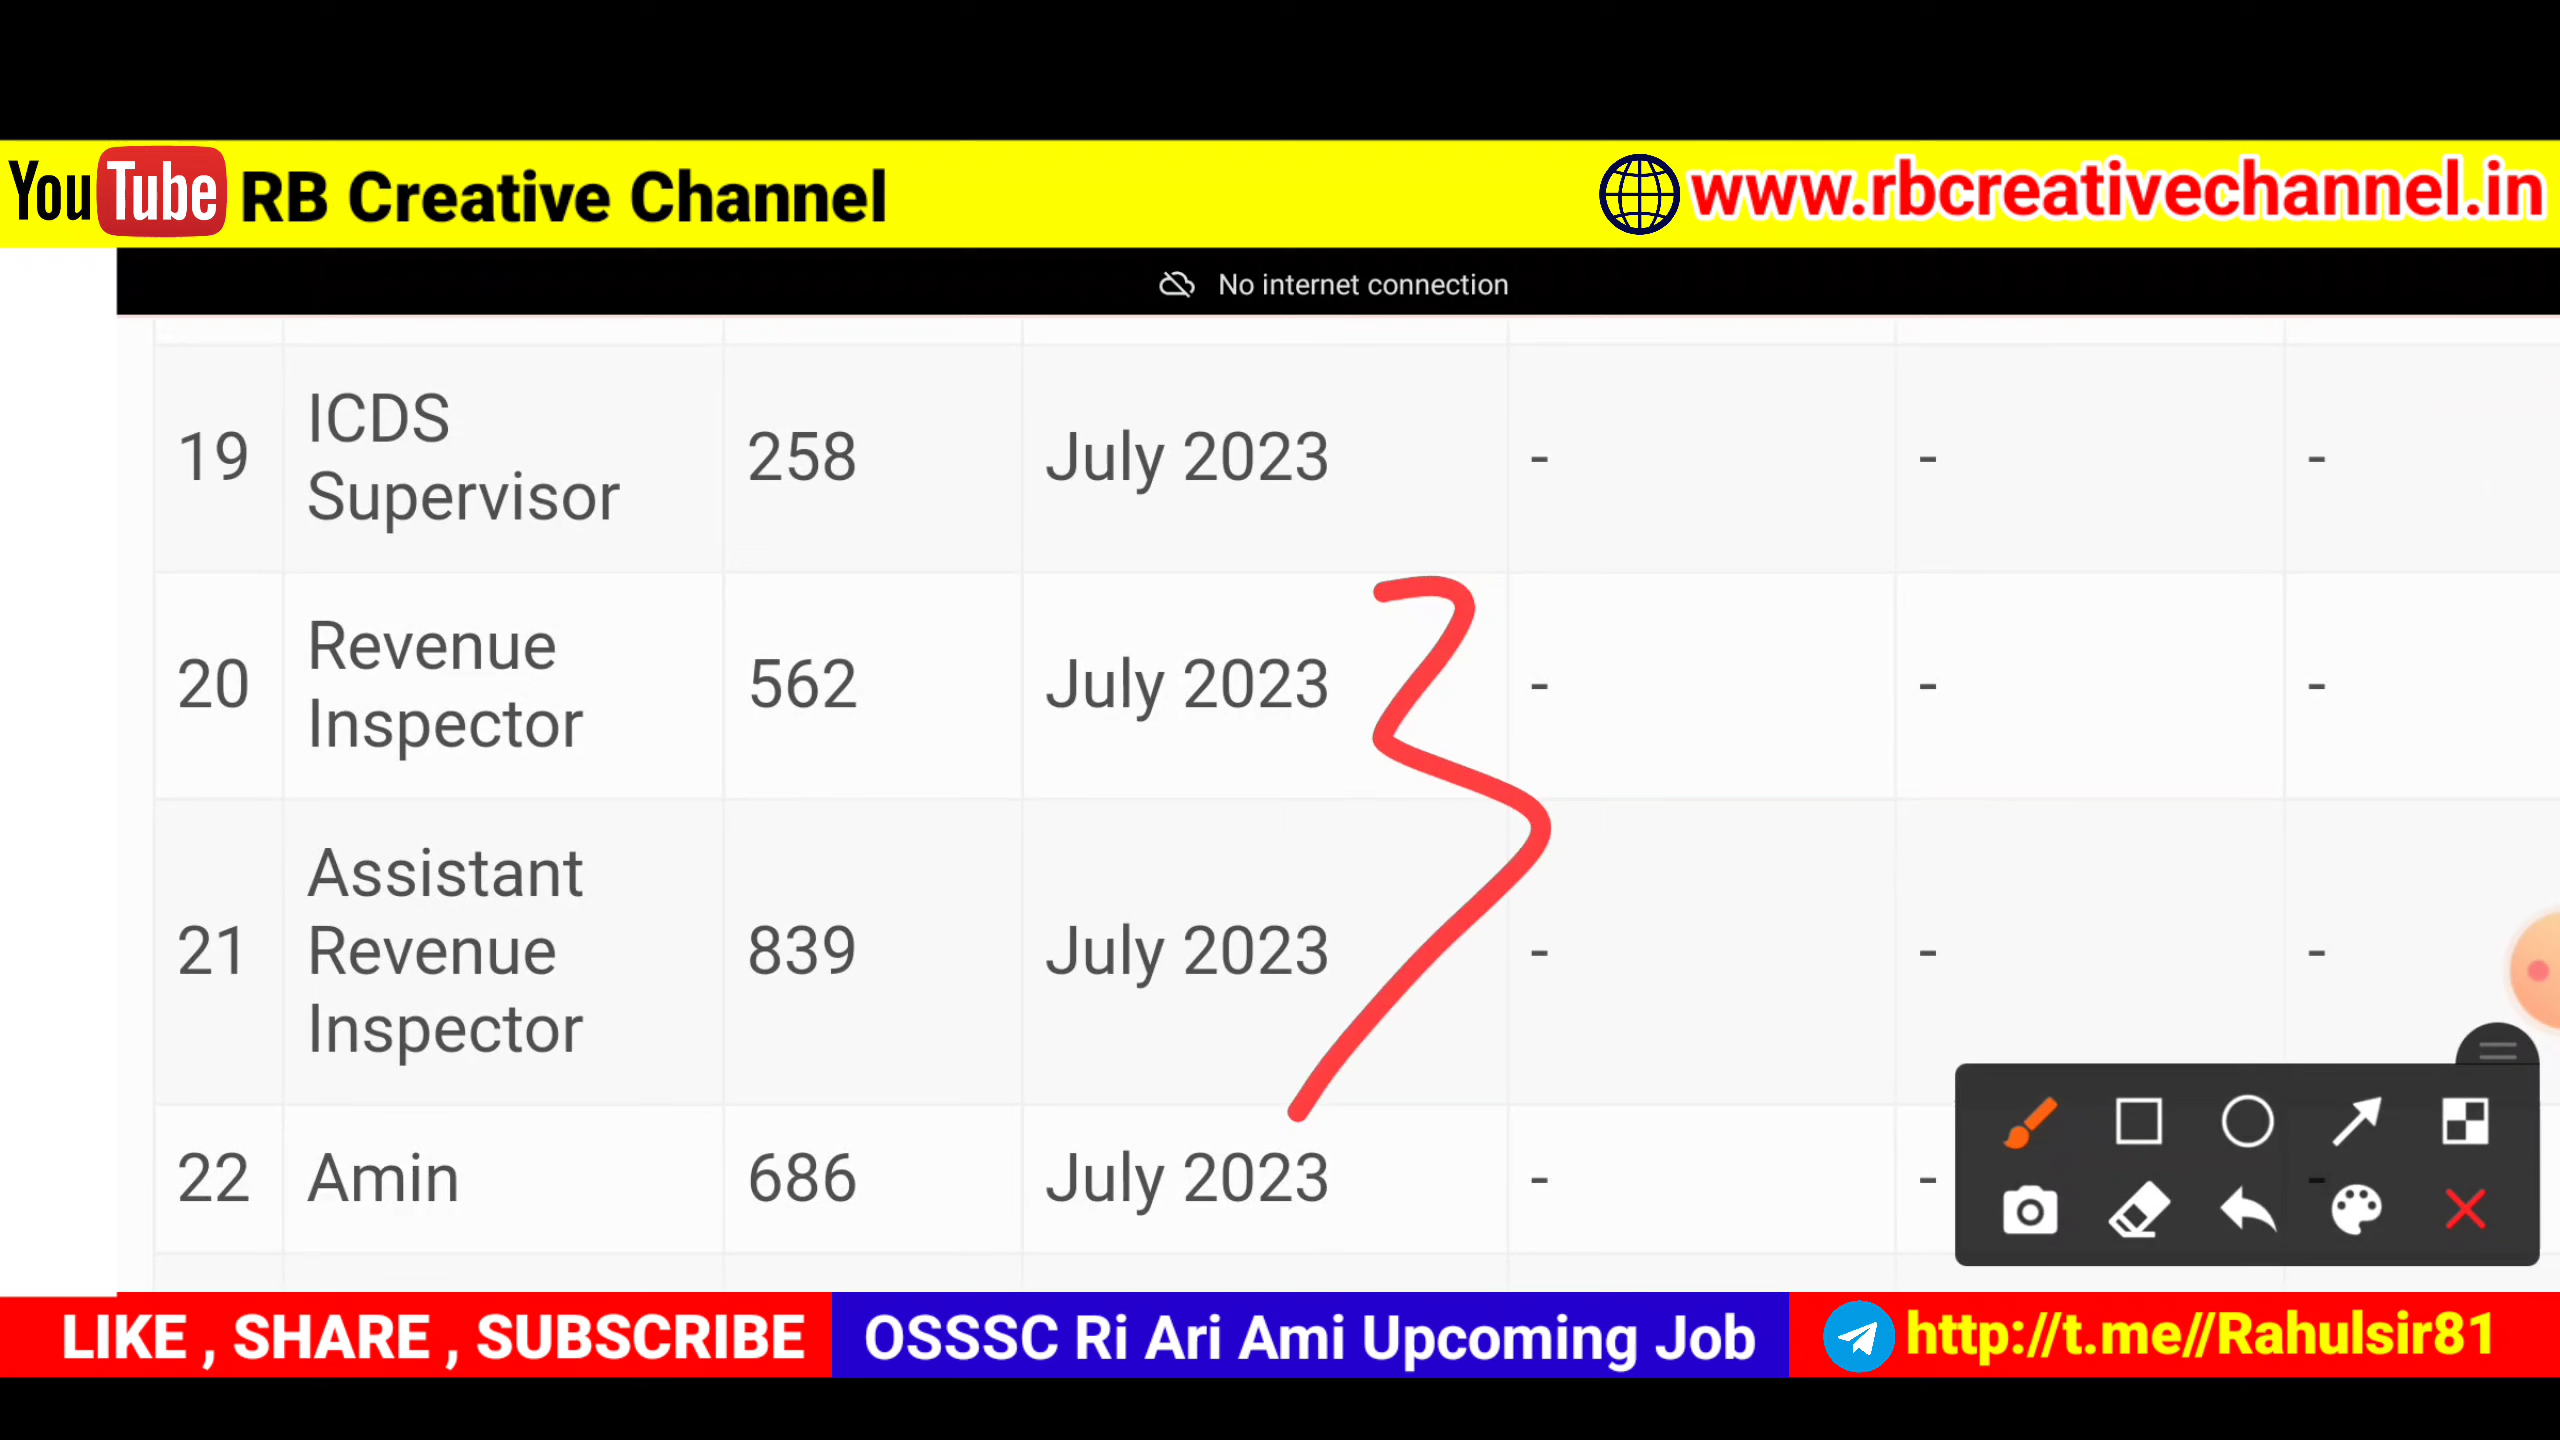 YouTube RB Creative Channel
www.rbcreativechannel.in
No internet connection
19 ICDS Supervisor 258 July 2023 - - -
20 Revenue Inspector 562 July 2023 - - -
21 Assistant Revenue Inspector 839 July 2023 - - -
22 Amin 686 July 2023 - - -
LIKE , SHARE , SUBSCRIBE
OSSSC Ri Ari Ami Upcoming Job
http://t.me//Rahulsir81